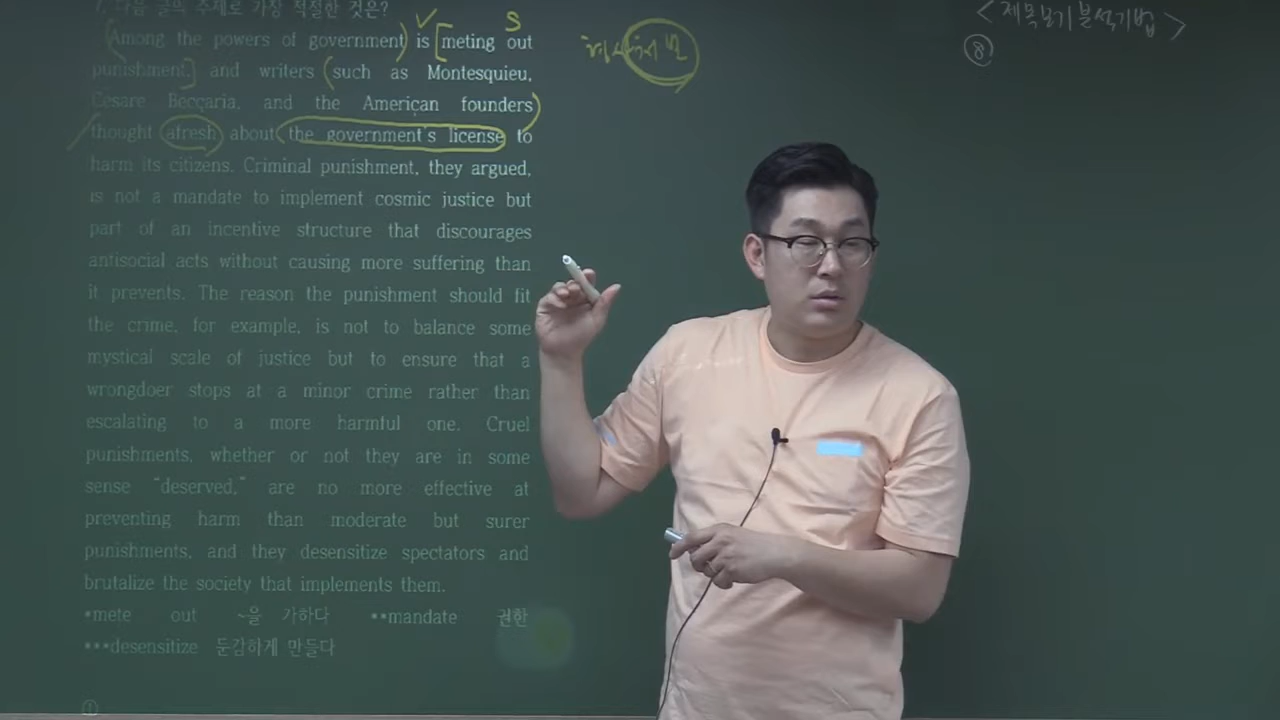 7. 다음 글의 주제로 가장 적절한 것은?
Among the powers of government is meting out
punishment, and writers such as Montesquieu,
Cesare Beccaria, and the American founders
thought afresh about the government's license to
harm its citizens. Criminal punishment, they argued,
is not a mandate to implement cosmic justice but
part of an incentive structure that discourages
antisocial acts without causing more suffering than
it prevents. The reason the punishment should fit
the crime, for example, is not to balance some
mystical scale of justice but to ensure that a
wrongdoer stops at a minor crime rather than
escalating to a more harmful one. Cruel
punishments, whether or not they are in some
sense "deserved," are no more effective at
preventing harm than moderate but surer
punishments, and they desensitize spectators and
brutalize the society that implements them.
*mete out ~을 가하다 **mandate 권한
***desensitize 둔감하게 만들다
①
V S
형사처벌
<제목보기분석기법>
⑧